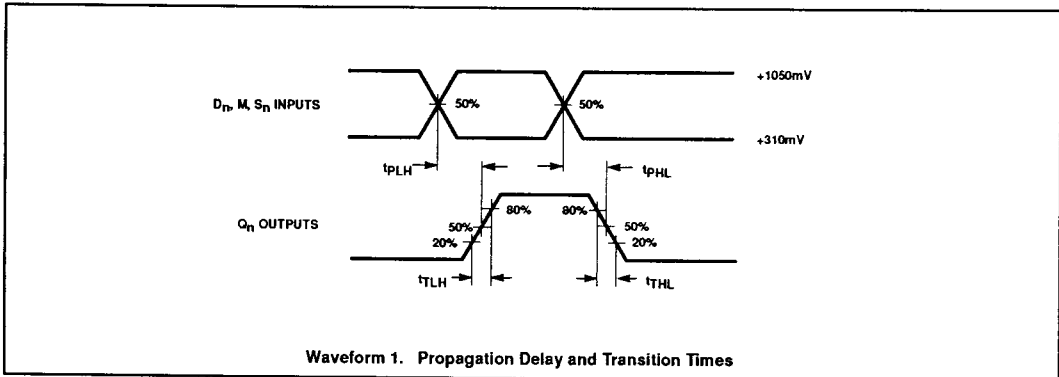 +1050mV
Dn, M, Sn INPUTS
50%
50%
+310mV
tPLH
tPHL
Qn OUTPUTS
80%
80%
50%
50%
20%
20%
tTLH
tTHL
Waveform 1. Propagation Delay and Transition Times